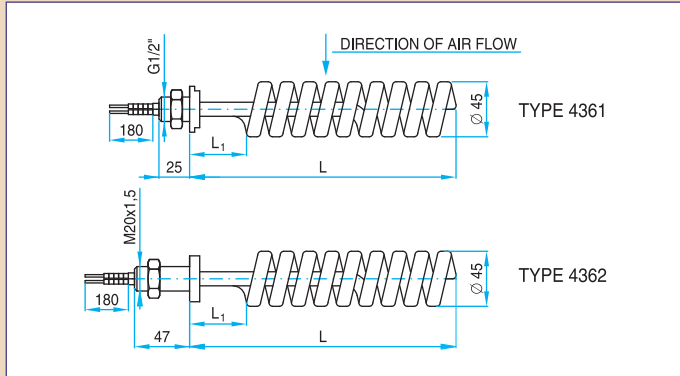 DIRECTION OF AIR FLOW
G1/2"
Ø 45
TYPE 4361
180
L1
25
L
M20x1,5
Ø 45
TYPE 4362
180
L1
47
L